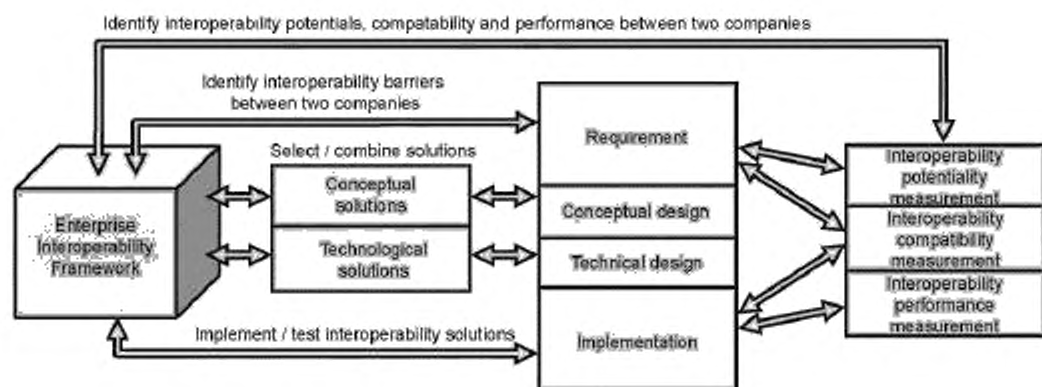 Identify interoperability potentials, compatability and performance between two companies
Identify interoperability barriers
between two companies
Select / combine solutions
Enterprise
Interoperability
Framework
Conceptual
solutions
Technological
solutions
Requirement
Conceptual design
Technical design
Implementation
Interoperability
potentiality
measurement
Interoperability
compatibility
measurement
Interoperability
performance
measurement
Implement / test interoperability solutions